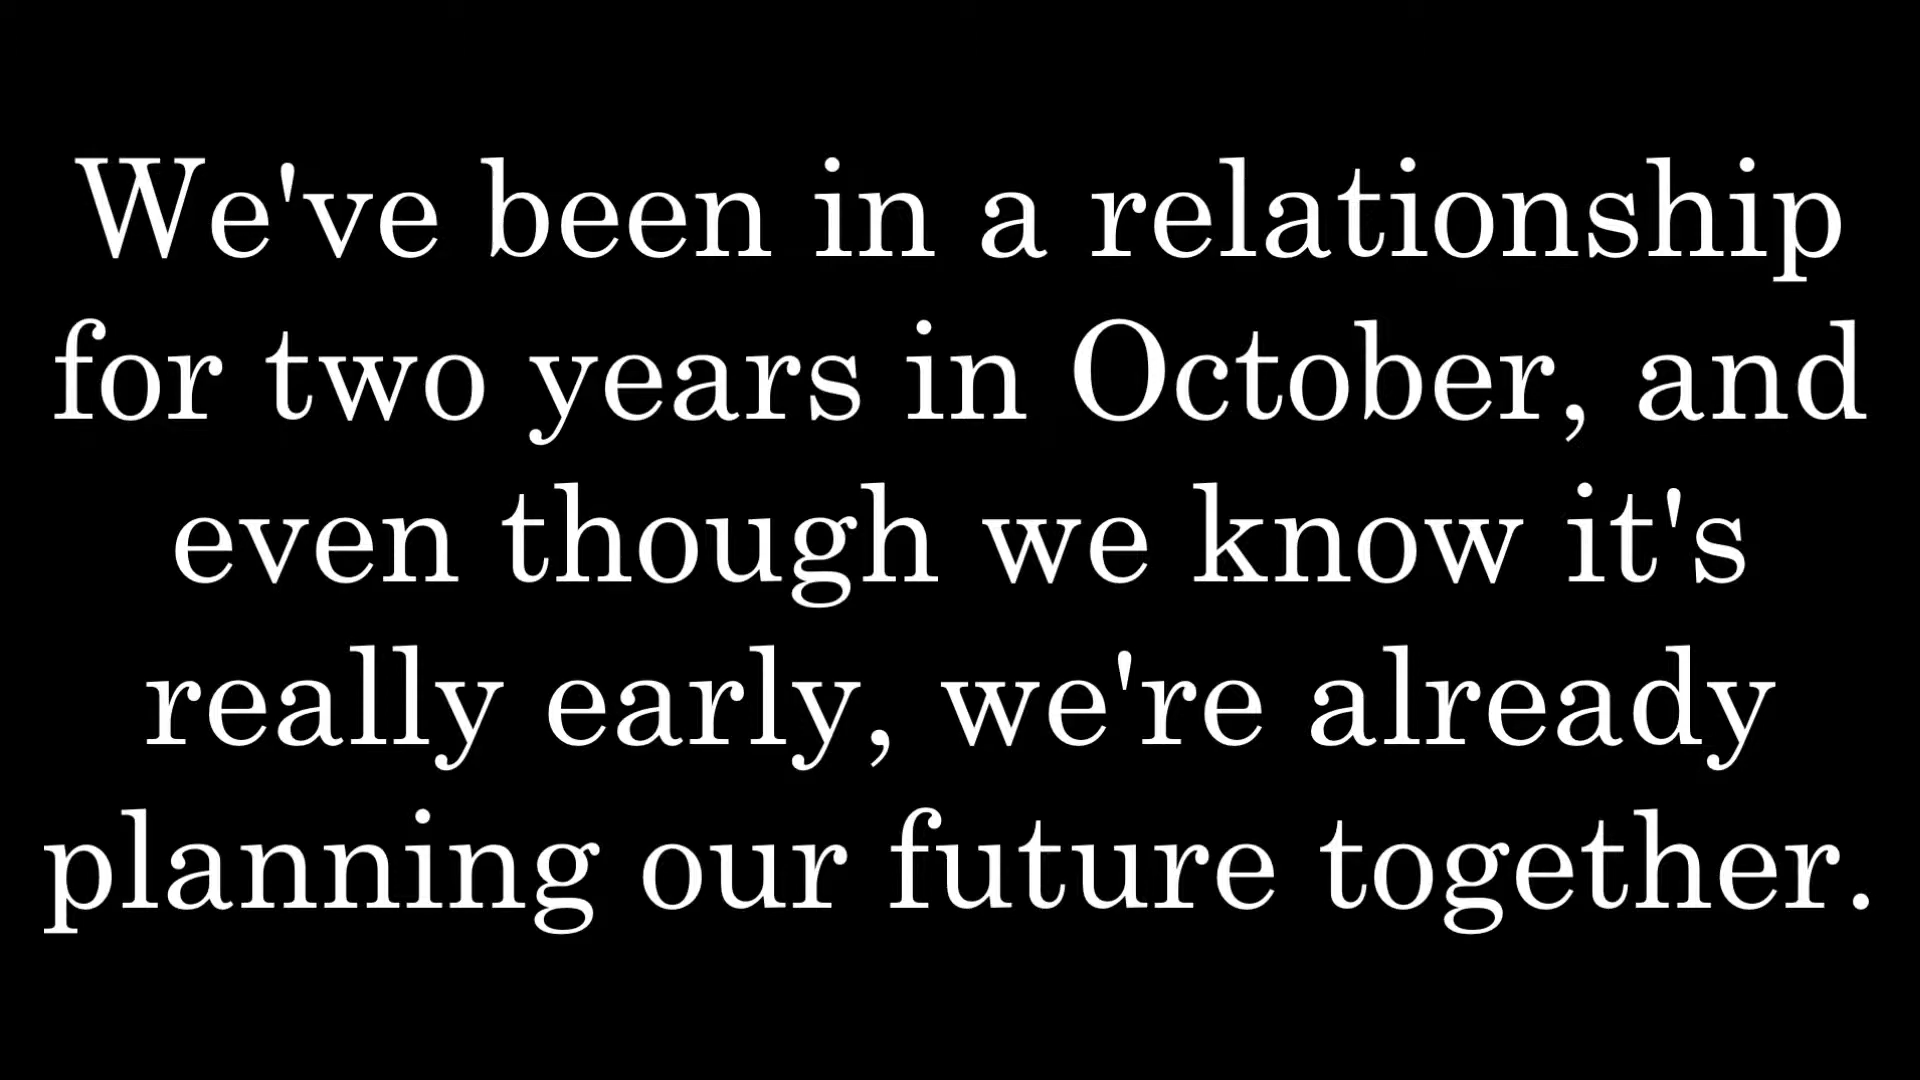 We've been in a relationship
for two years in October, and
even though we know it's
really early, we're already
planning our future together.